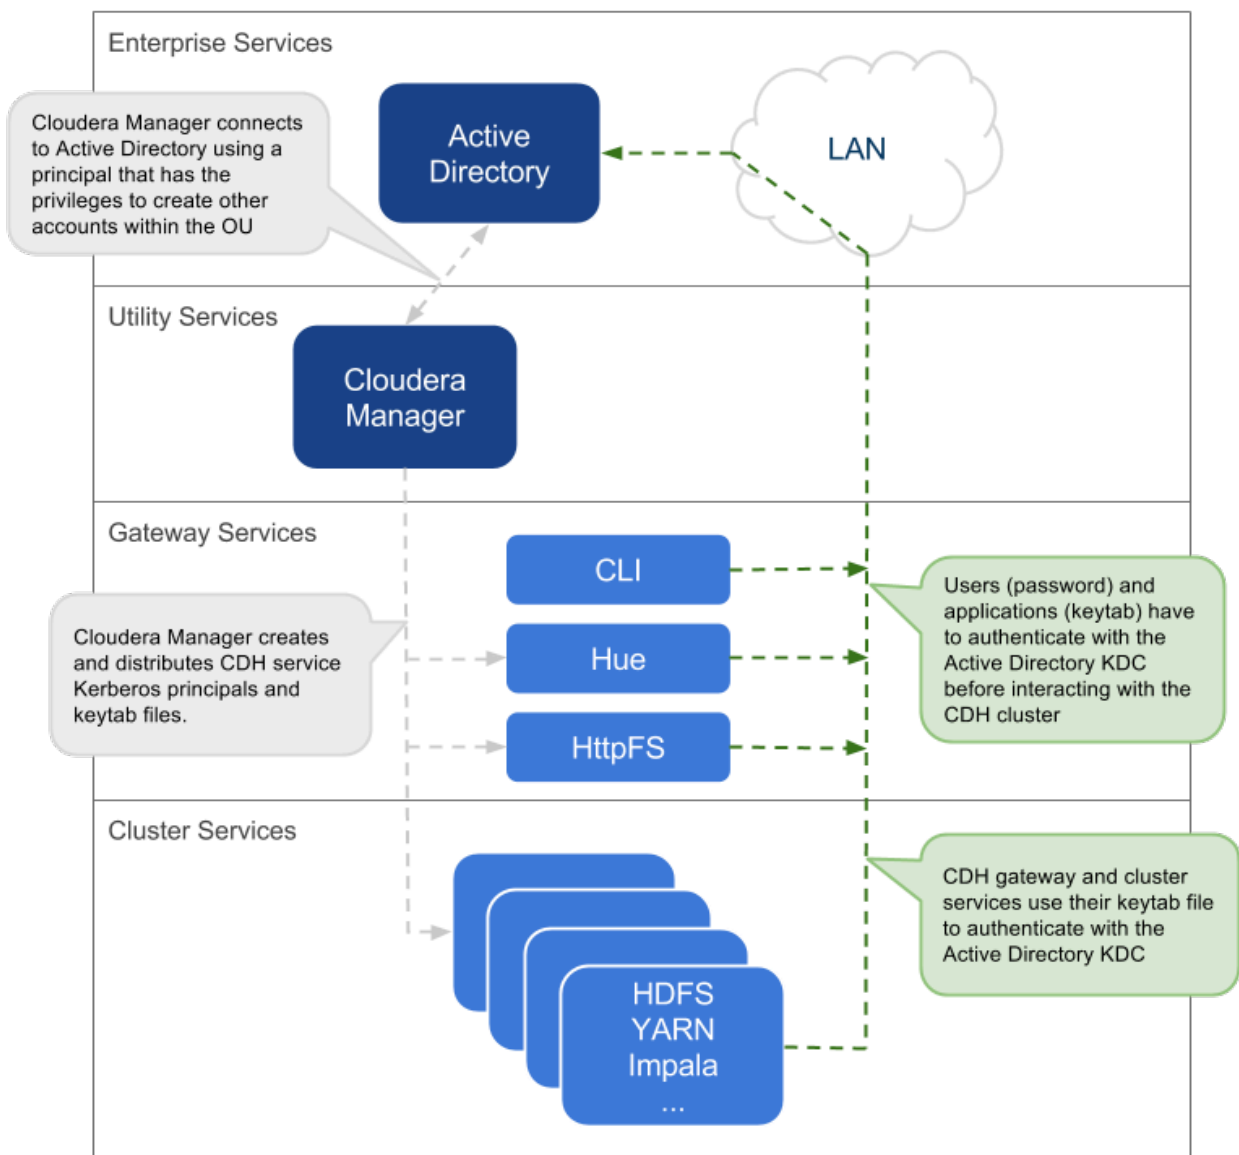 Enterprise Services
Cloudera Manager connects
to Active Directory using a
principal that has the
privileges to create other
accounts within the OU
Active
Directory
LAN
Utility Services
Cloudera
Manager
Gateway Services
CLI
Hue
HttpFS
Cloudera Manager creates
and distributes CDH service
Kerberos principals and
keytab files.
Users (password) and
applications (keytab) have
to authenticate with the
Active Directory KDC
before interacting with the
CDH cluster
Cluster Services
HDFS
YARN
Impala
...
CDH gateway and cluster
services use their keytab file
to authenticate with the
Active Directory KDC